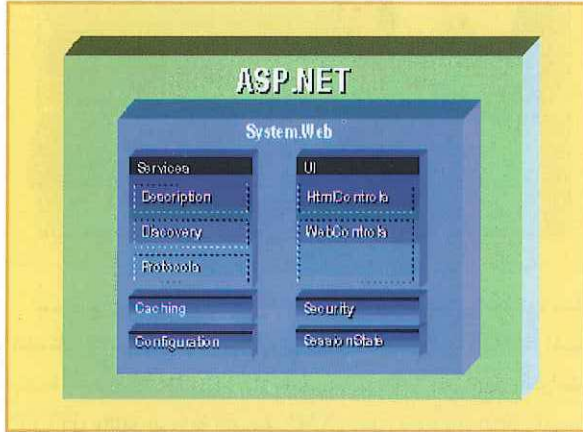 ASP.NET
System.Web
Services
Description
Discovery
Protocols
Caching
Configuration
UI
HtmlControls
WebControls
Security
SessionState